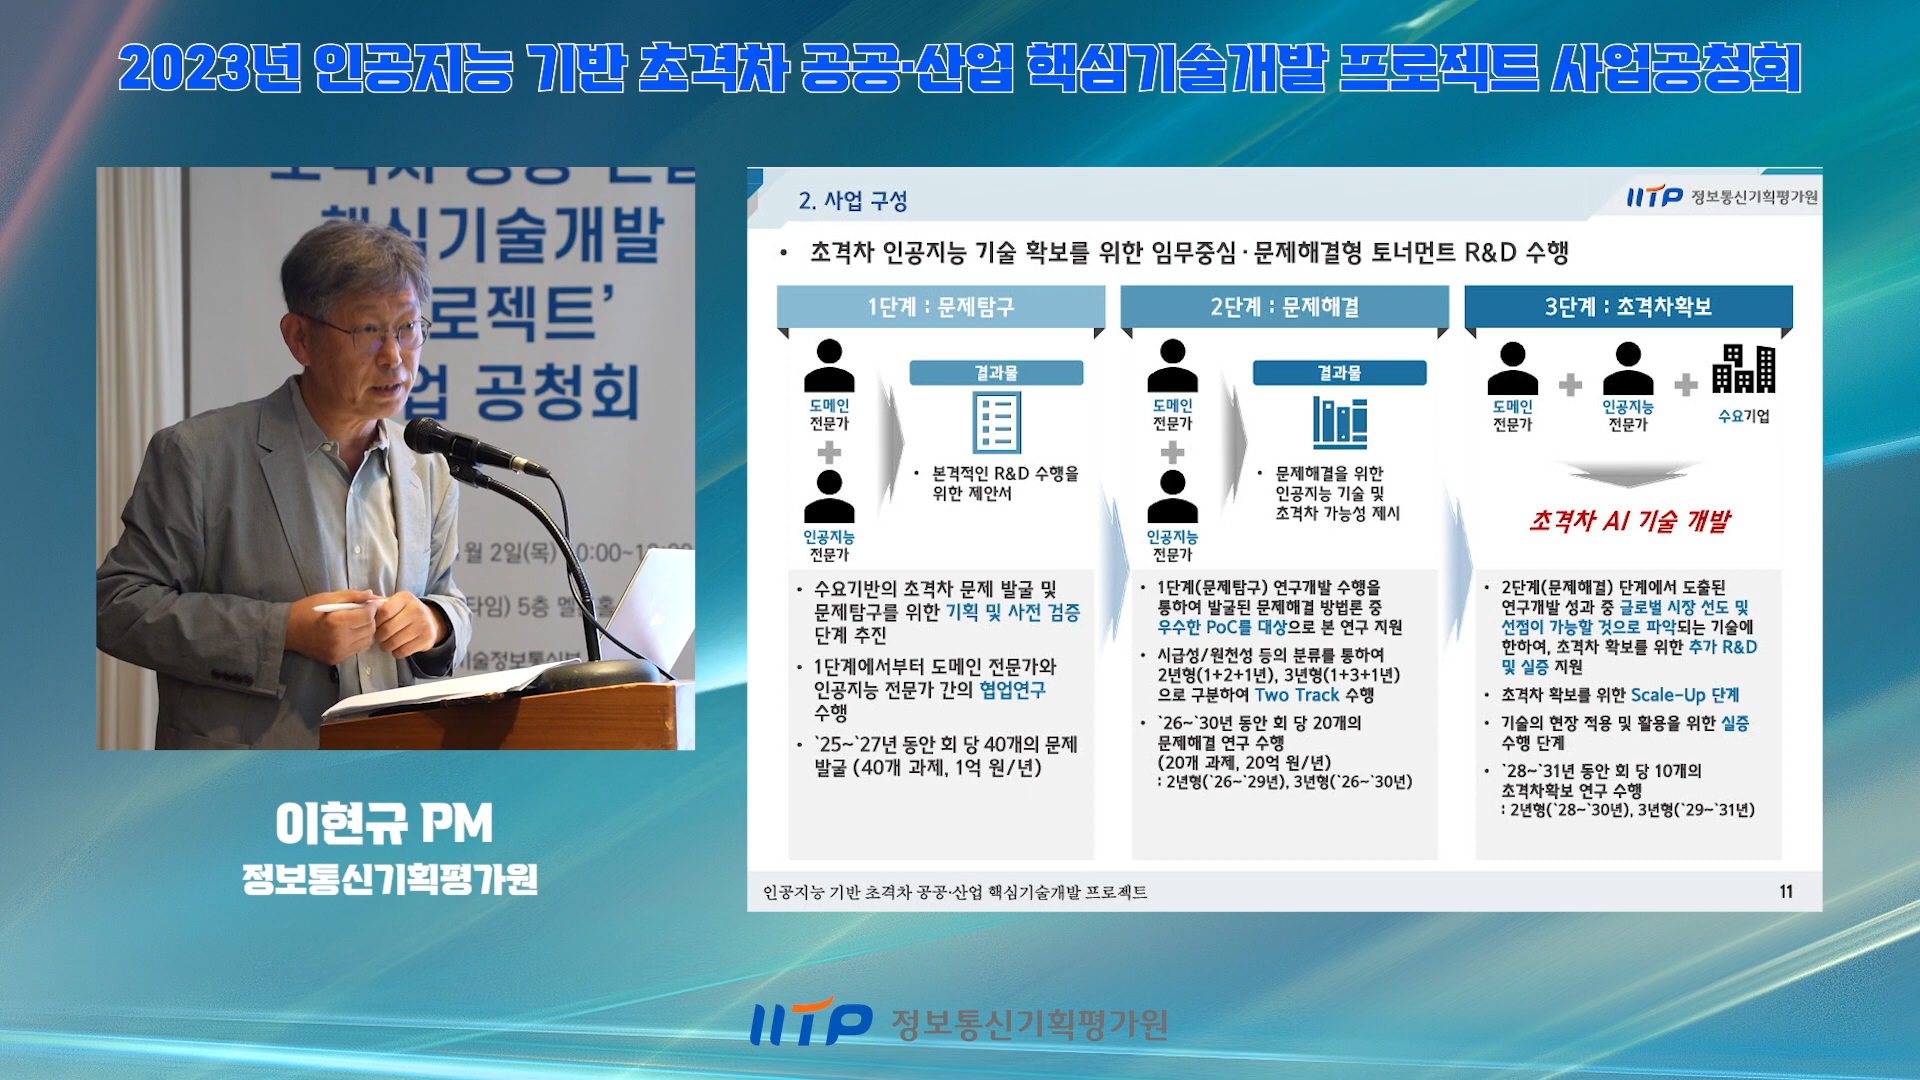 2023년 인공지능 기반 초격차 공공·산업 핵심기술개발 프로젝트 사업공청회
핵심기술개발
로젝트’
업 공청회
월 2일(목)
5층
이현규 PM
정보통신기획평가원
2. 사업 구성
IITP 정보통신기획평가원
• 초격차 인공지능 기술 확보를 위한 임무중심·문제해결형 토너먼트 R&D 수행
1단계 : 문제탐구
도메인
전문가
인공지능
전문가
결과물
• 본격적인 R&D 수행을
위한 제안서
• 수요기반의 초격차 문제 발굴 및
문제탐구를 위한 기획 및 사전 검증
단계 추진
• 1단계에서부터 도메인 전문가와
인공지능 전문가 간의 협업연구
수행
• `25~`27년 동안 회 당 40개의 문제
발굴 (40개 과제, 1억 원/년)
2단계 : 문제해결
도메인
전문가
인공지능
전문가
결과물
• 문제해결을 위한
인공지능 기술 및
초격차 가능성 제시
• 1단계(문제탐구) 연구개발 수행을
통하여 발굴된 문제해결 방법론 중
우수한 PoC를 대상으로 본 연구 지원
• 시급성/원천성 등의 분류를 통하여
2년형(1+2+1년), 3년형(1+3+1년)
으로 구분하여 Two Track 수행
• `26~`30년 동안 회 당 20개의
문제해결 연구 수행
(20개 과제, 20억 원/년)
: 2년형(`26~`29년), 3년형(`26~`30년)
3단계 : 초격차확보
도메인
전문가
인공지능
전문가
수요기업
초격차 AI 기술 개발
• 2단계(문제해결) 단계에서 도출된
연구개발 성과 중 글로벌 시장 선도 및
선점이 가능할 것으로 파악되는 기술에
한하여, 초격차 확보를 위한 추가 R&D
및 실증 지원
• 초격차 확보를 위한 Scale-Up 단계
• 기술의 현장 적용 및 활용을 위한 실증
수행 단계
• `28~`31년 동안 회 당 10개의
초격차확보 연구 수행
: 2년형(`28~`30년), 3년형(`29~`31년)
인공지능 기반 초격차 공공·산업 핵심기술개발 프로젝트
11
IITP 정보통신기획평가원